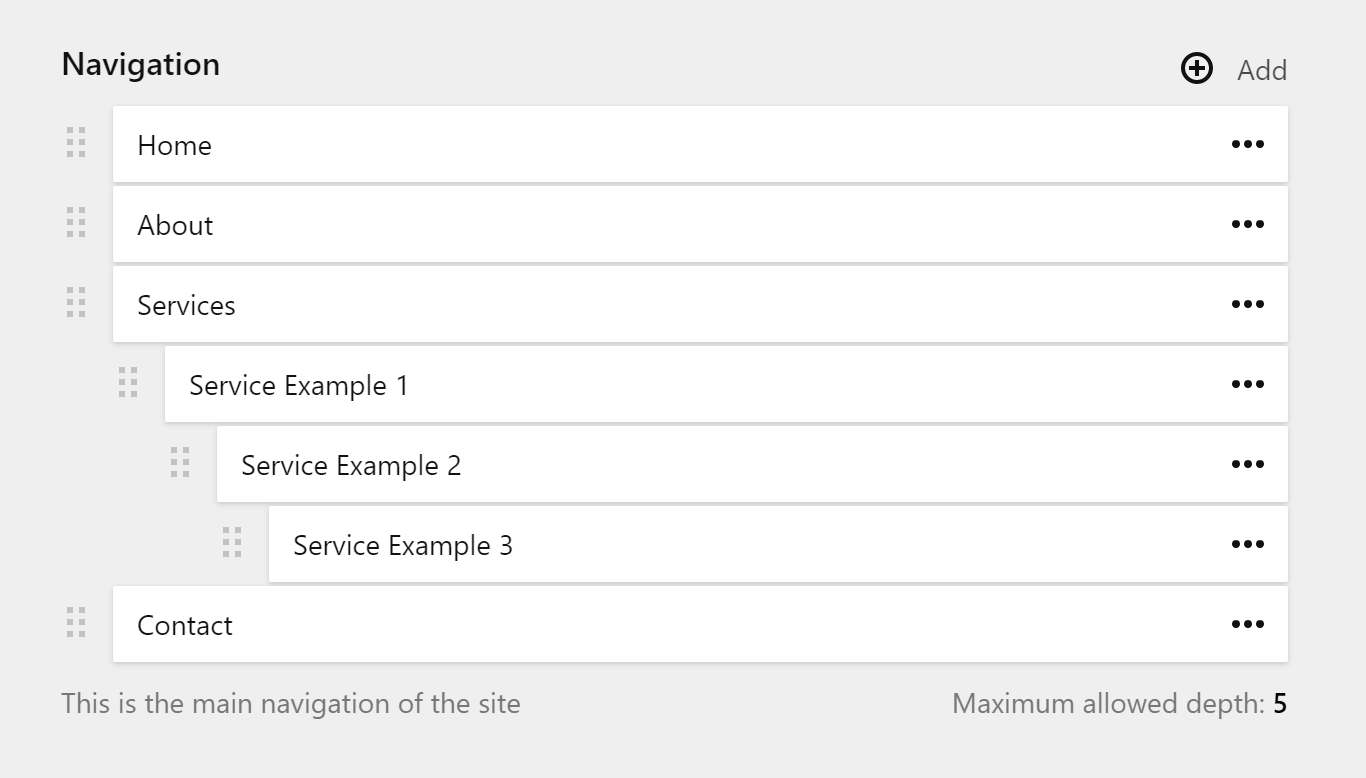 Navigation
Add
Home
About
Services
Service Example 1
Service Example 2
Service Example 3
Contact
This is the main navigation of the site
Maximum allowed depth: 5